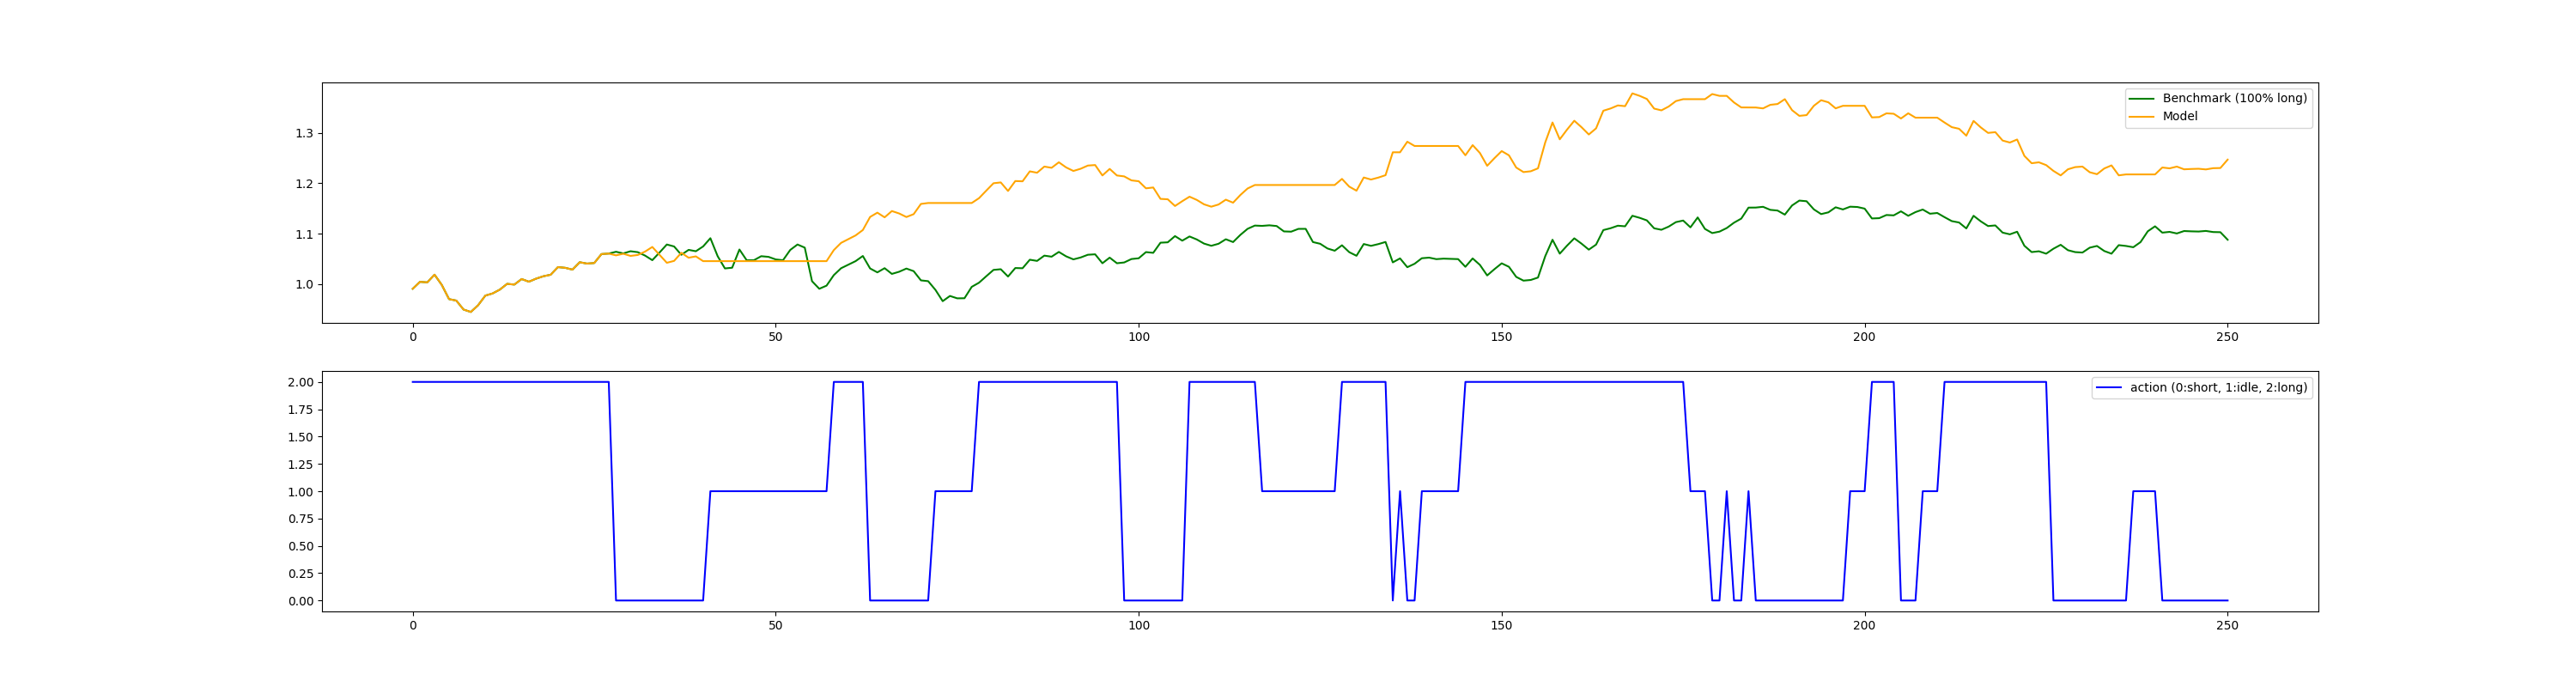 Benchmark (100% long)
Model
1.3
1.2
1.1
1.0
0 50 100 150 200 250
action (0:short, 1:idle, 2:long)
2.00
1.75
1.50
1.25
1.00
0.75
0.50
0.25
0.00
0 50 100 150 200 250